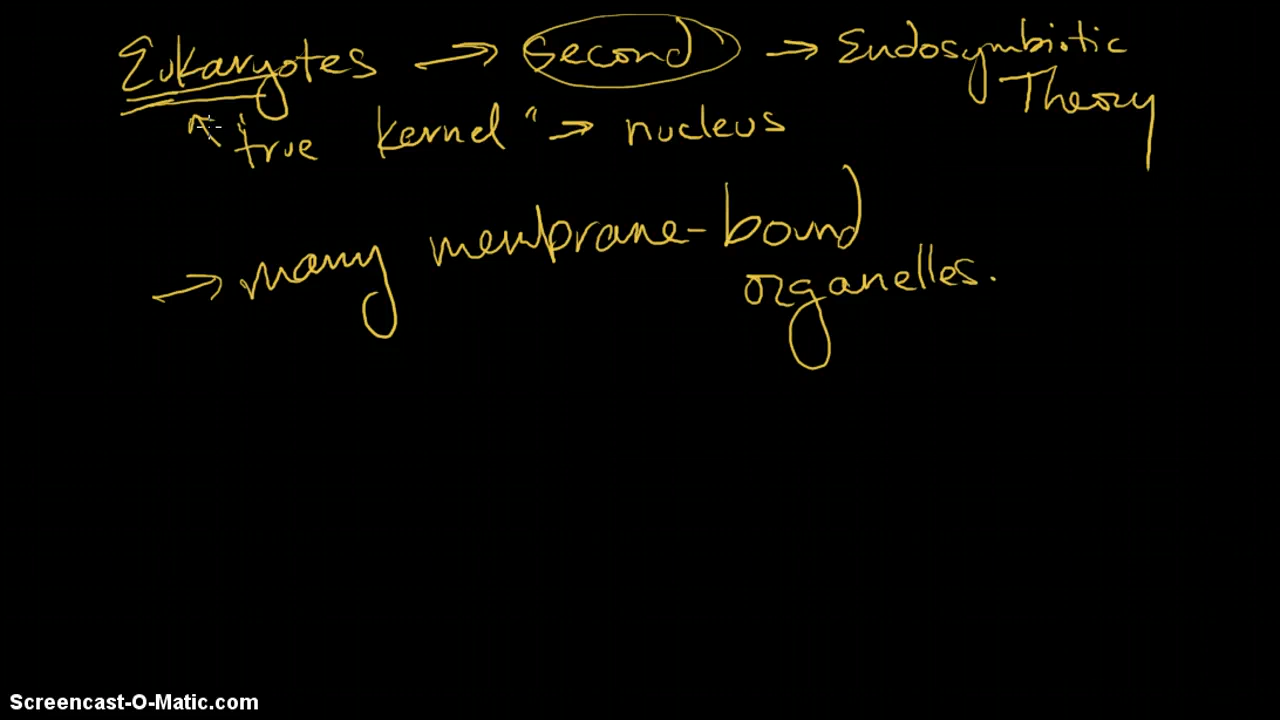 Eukaryotes → second → Endosymbiotic
Theory
"true kernel" → nucleus
→ many membrane-bound
organelles.
Screencast-O-Matic.com